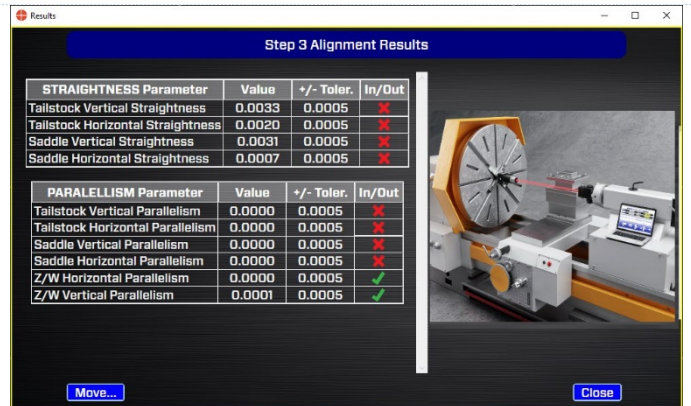 Results
Step 3 Alignment Results
STRAIGHTNESS Parameter Value +/- Toler. In/Out
Tailstock Vertical Straightness 0.0033 0.0005
Tailstock Horizontal Straightness 0.0020 0.0005
Saddle Vertical Straightness 0.0031 0.0005
Saddle Horizontal Straightness 0.0007 0.0005
PARALELLISM Parameter Value +/- Toler. In/Out
Tailstock Vertical Parallelism 0.0000 0.0005
Tailstock Horizontal Parallelism 0.0000 0.0005
Saddle Vertical Parallelism 0.0000 0.0005
Saddle Horizontal Parallelism 0.0000 0.0005
Z/W Horizontal Parallelism 0.0000 0.0005
Z/W Vertical Parallelism 0.0001 0.0005
Move... Close